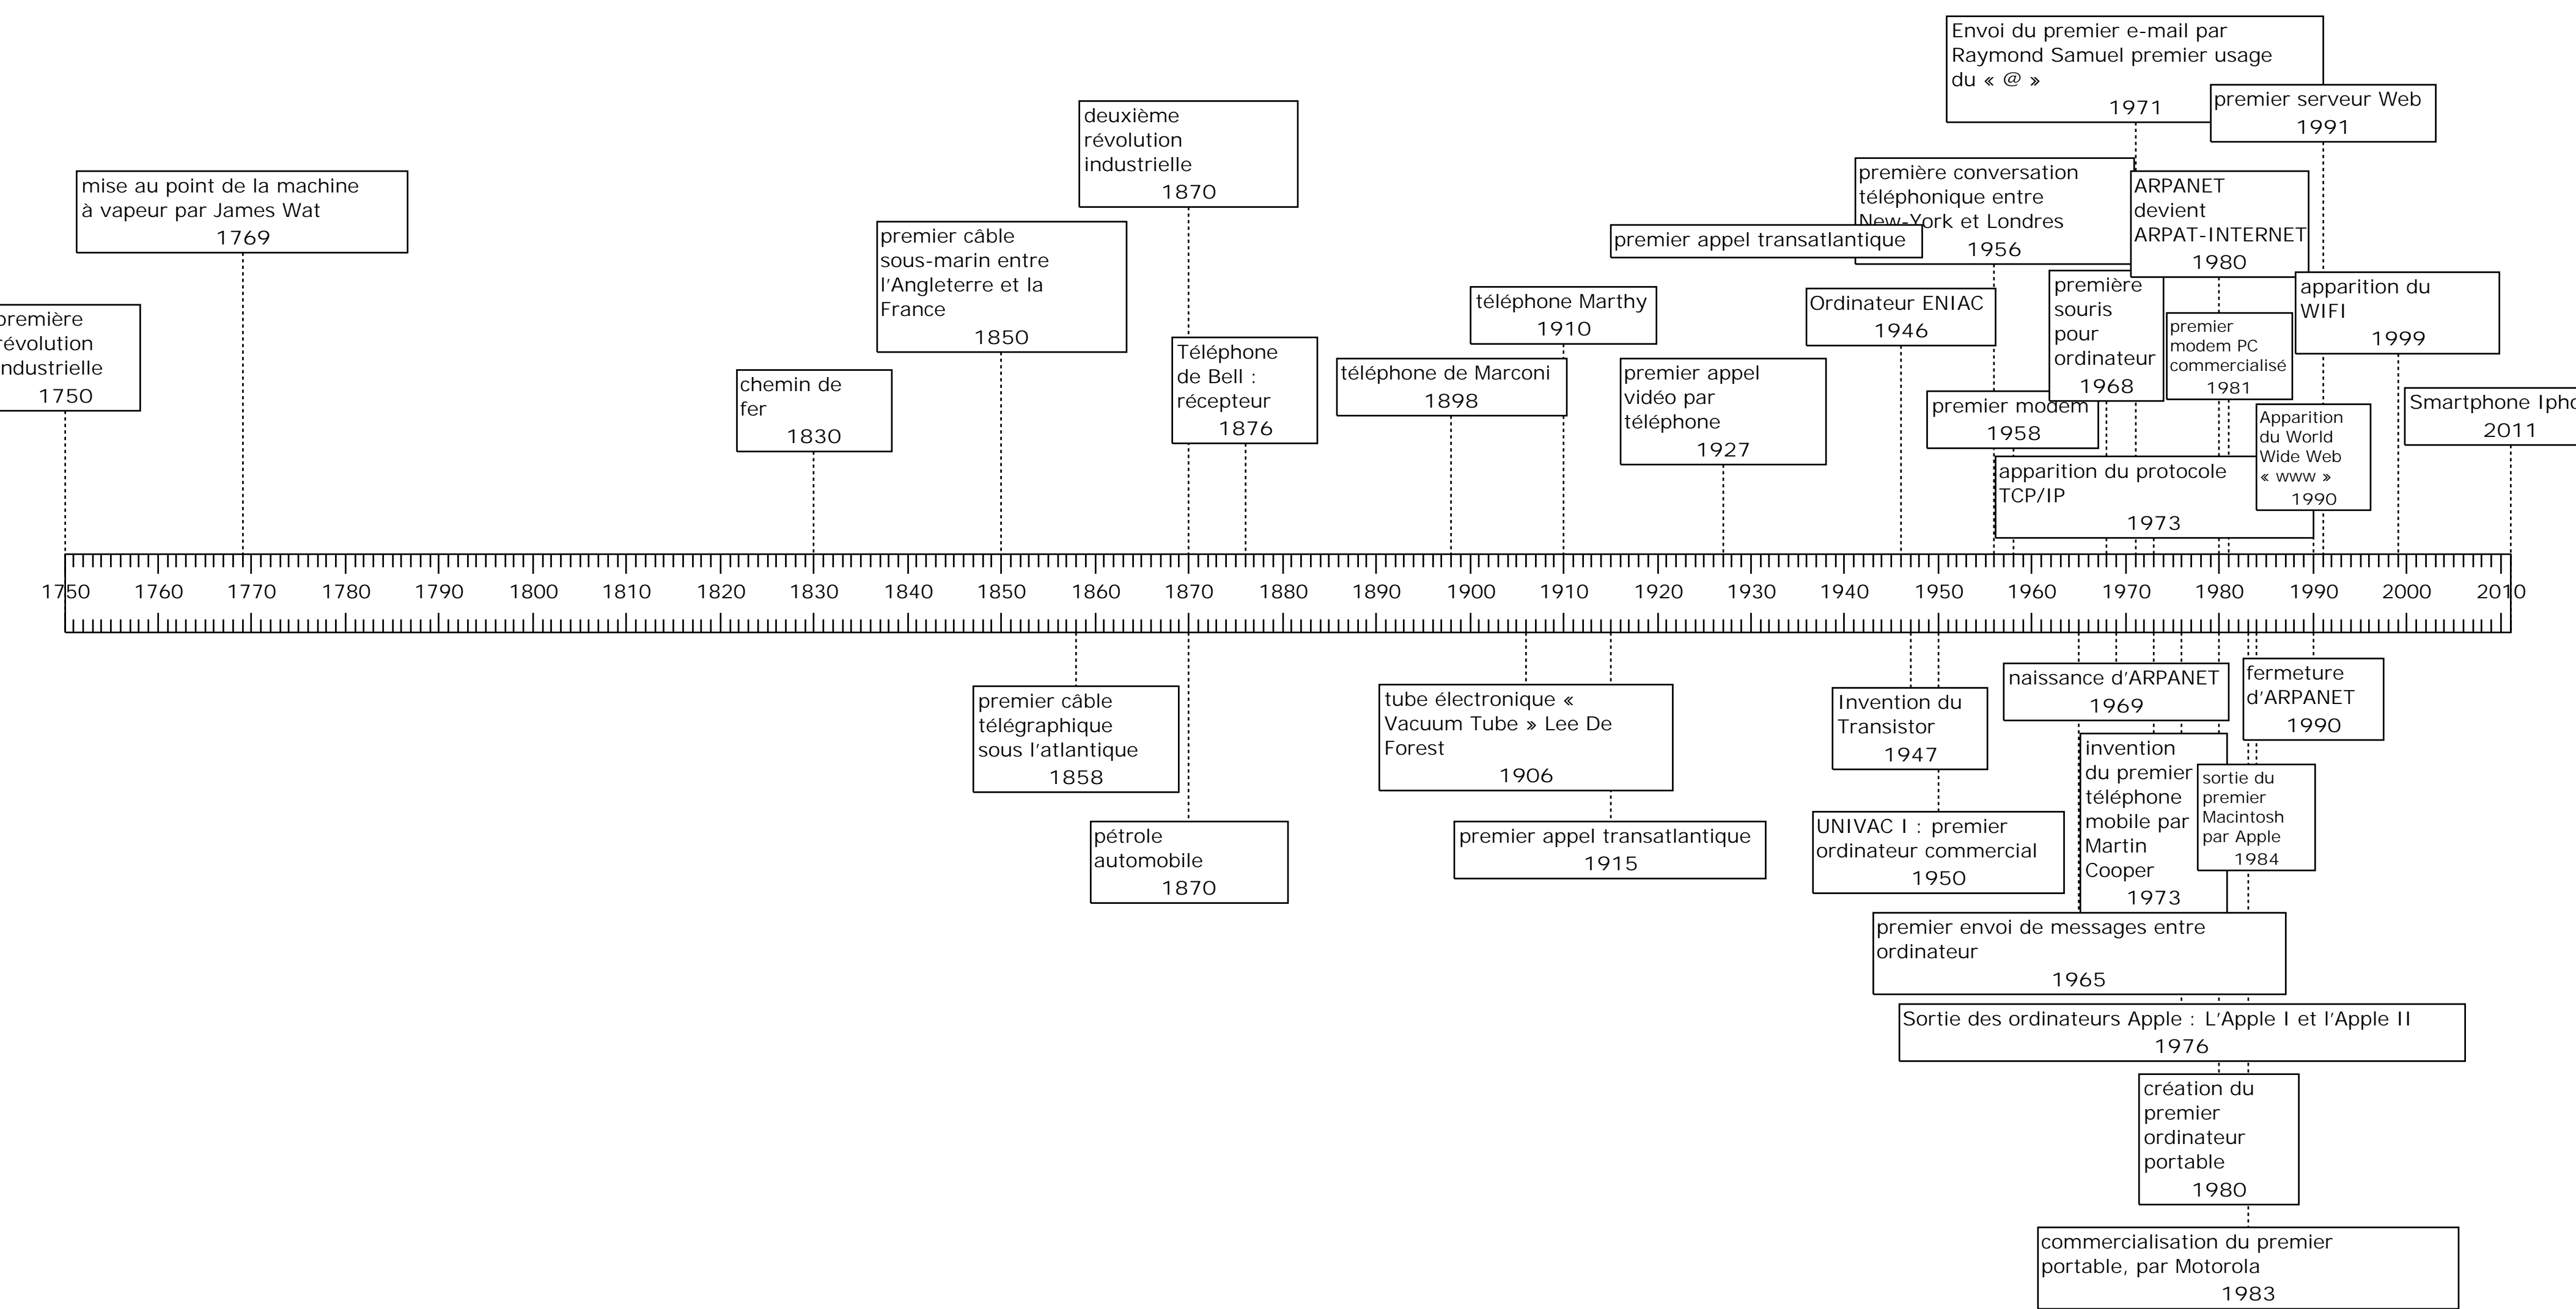 Envoi du premier e-mail par
Raymond Samuel premier usage
du « @ »
1971
premier serveur Web
1991
deuxième
révolution
industrielle
1870
mise au point de la machine
à vapeur par James Wat
1769
première conversation
téléphonique entre
New-York et Londres
1956
premier appel transatlantique
ARPANET
devient
ARPAT-INTERNET
1980
premier câble
sous-marin entre
l'Angleterre et la
France
1850
première
révolution
industrielle
1750
téléphone Marthy
1910
Ordinateur ENIAC
1946
première
souris
pour
ordinateur
1968
premier
modem PC
commercialisé
1981
apparition du
WIFI
1999
chemin de
fer
1830
Téléphone
de Bell :
récepteur
1876
téléphone de Marconi
1898
premier appel
vidéo par
téléphone
1927
premier modem
1958
Apparition
du World
Wide Web
« www »
1990
Smartphone
2011
apparition du protocole
TCP/IP
1973
1750 1760 1770 1780 1790 1800 1810 1820 1830 1840 1850 1860 1870 1880 1890 1900 1910 1920 1930 1940 1950 1960 1970 1980 1990 2000 2010
premier câble
télégraphique
sous l'atlantique
1858
pétrole
automobile
1870
tube électronique «
Vacuum Tube » Lee De
Forest
1906
premier appel transatlantique
1915
Invention du
Transistor
1947
UNIVAC I : premier
ordinateur commercial
1950
naissance d'ARPANET
1969
fermeture
d'ARPANET
1990
invention
du premier
téléphone
mobile par
Martin
Cooper
1973
sortie du
premier
Macintosh
par Apple
1984
premier envoi de messages entre
ordinateur
1965
Sortie des ordinateurs Apple : L'Apple I et l'Apple II
1976
création du
premier
ordinateur
portable
1980
commercialisation du premier
portable, par Motorola
1983